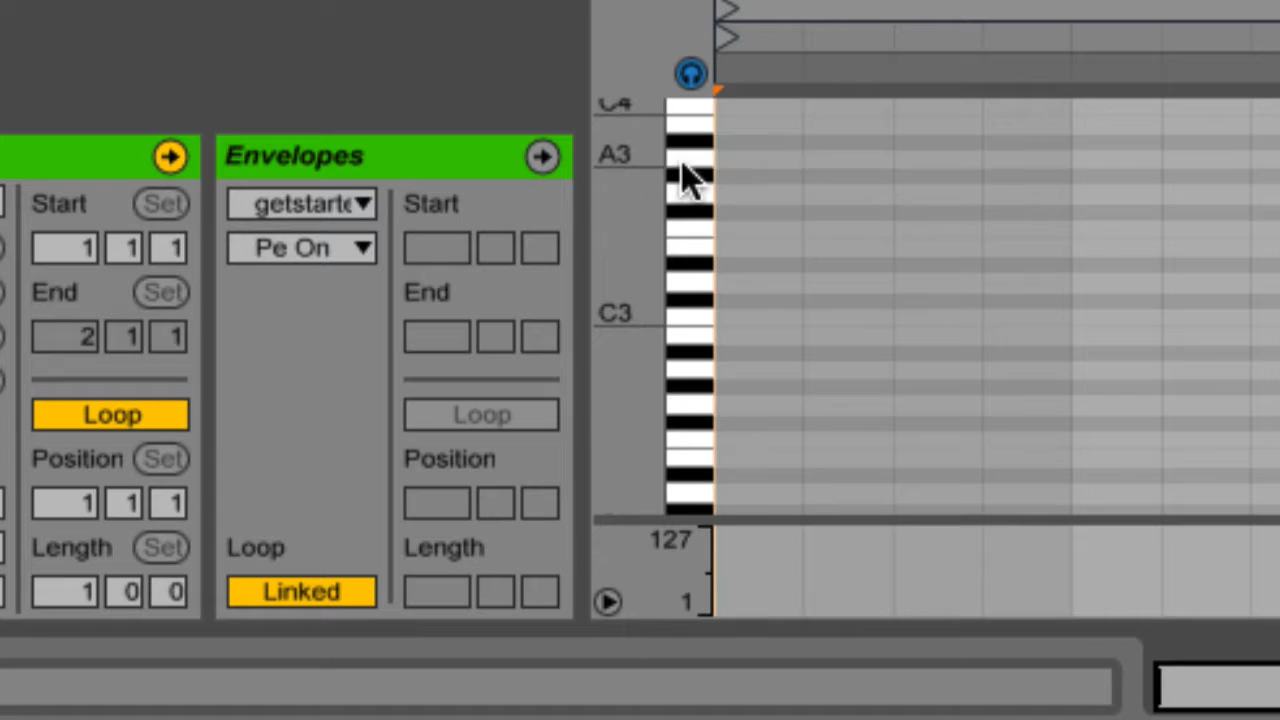 C4
A3
C3
127
1
Start Set
1 1 1
End Set
2 1 1
Loop
Position Set
1 1 1
Length Set
1 0 0
Envelopes
getstarte
Pe On
Loop
Linked
Start
End
Loop
Position
Length